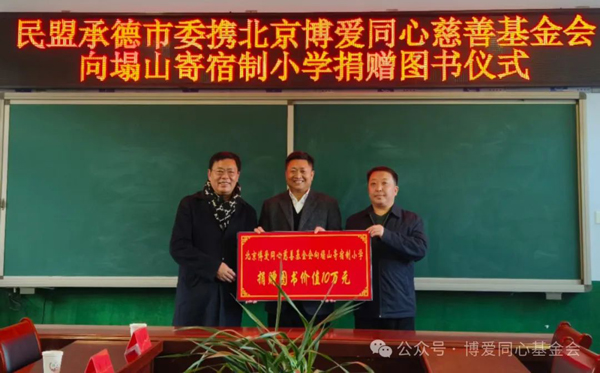 民盟承德市委携北京博爱同心慈善基金会
向塌山寄宿制小学捐赠图书仪式
北京博爱同心慈善基金会向塌山寄宿制小学
捐赠图书价值10万元
公众号·博爱同心基金会